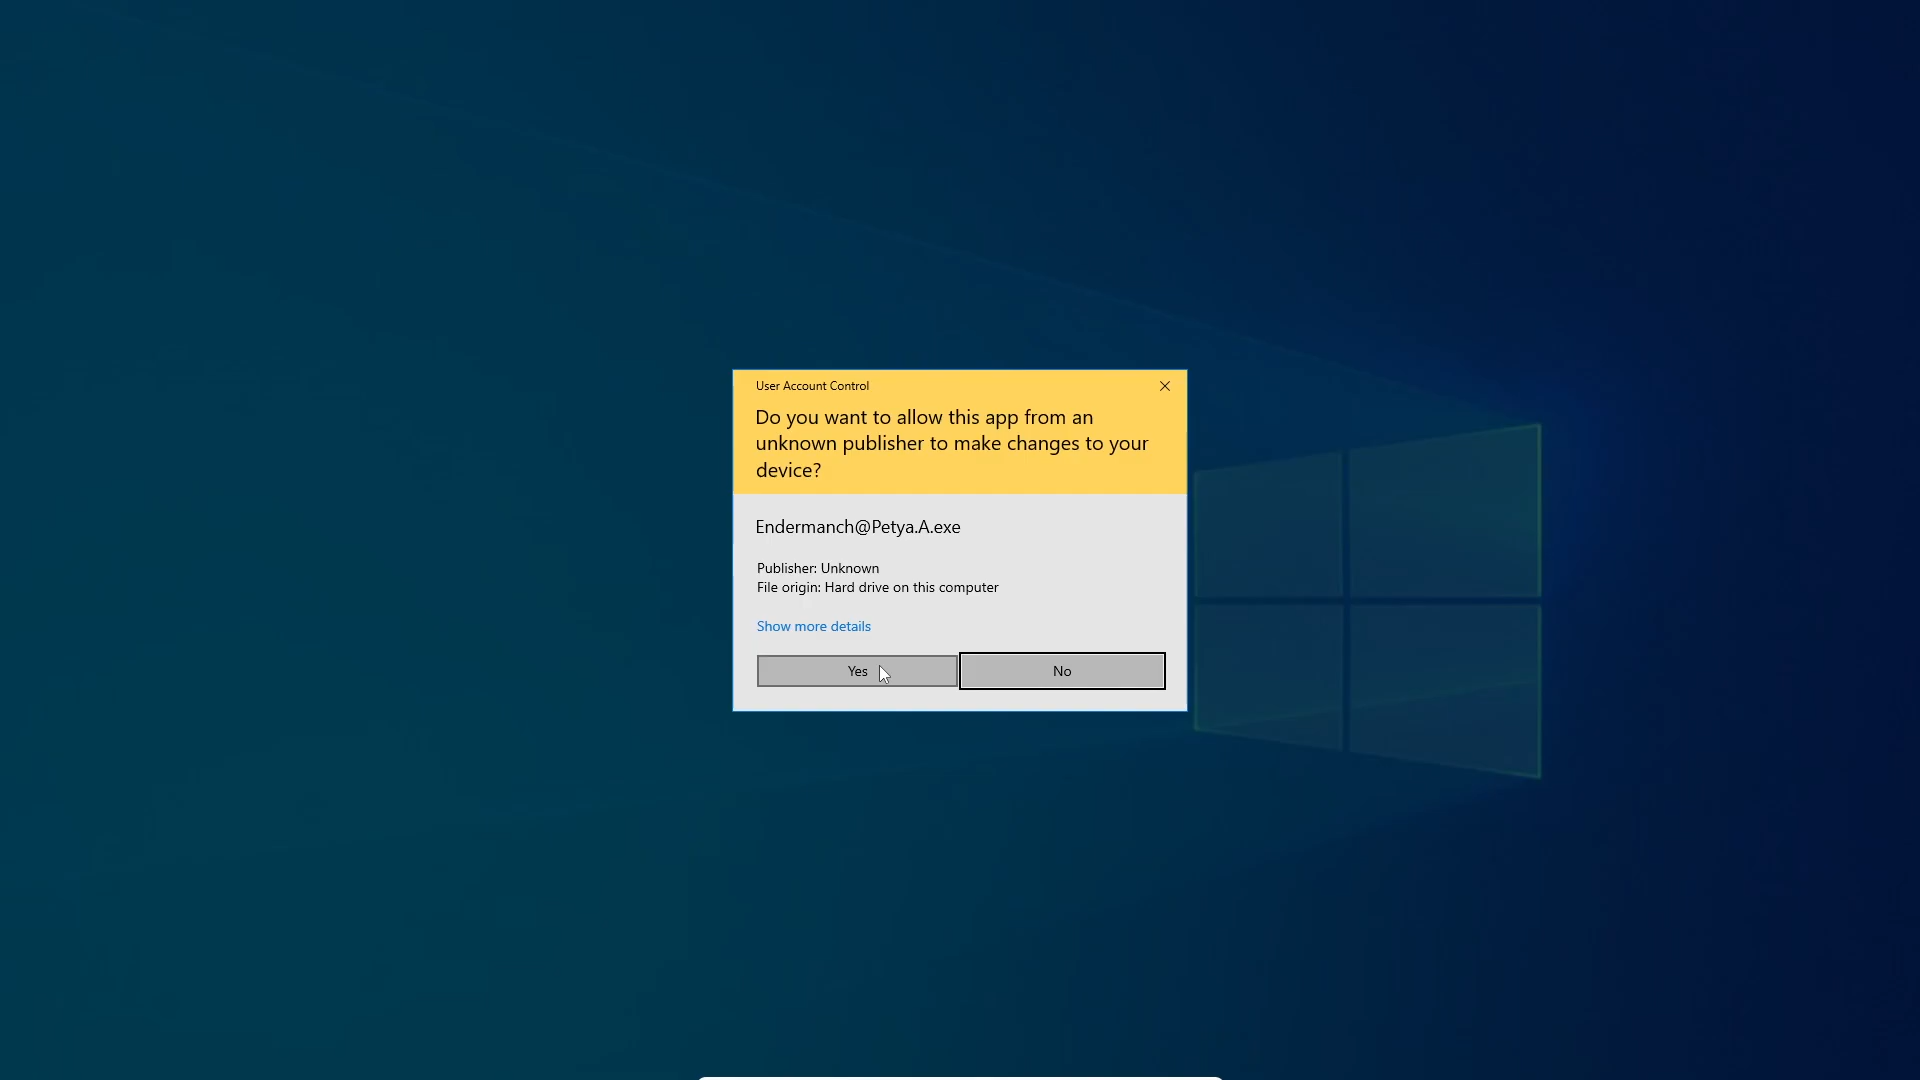 User Account Control
Do you want to allow this app from an
unknown publisher to make changes to your
device?
Endermanch@Petya.A.exe
Publisher: Unknown
File origin: Hard drive on this computer
Show more details
Yes
No